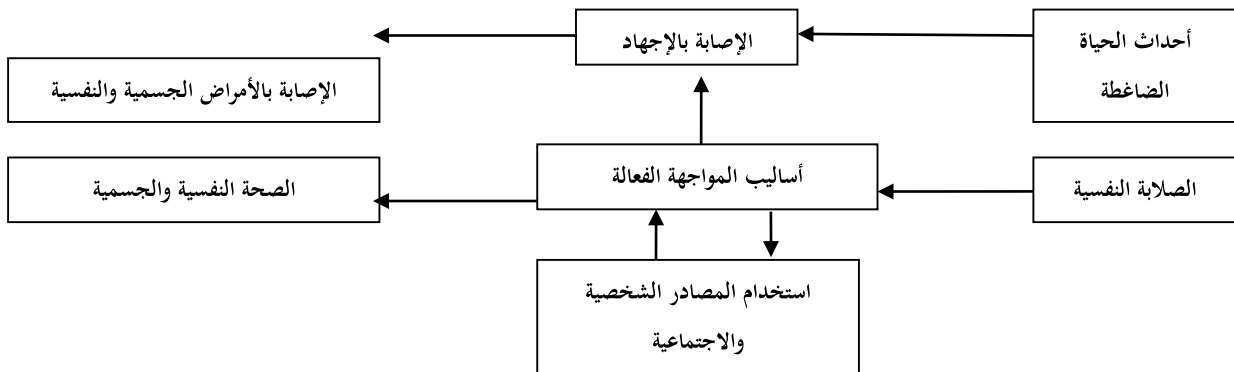 أحداث الحياة
الضاغطة
الإصابة بالإجهاد
الإصابة بالأمراض الجسمية والنفسية
الصلابة النفسية
أساليب المواجهة الفعالة
الصحة النفسية والجسمية
استخدام المصادر الشخصية
والاجتماعية